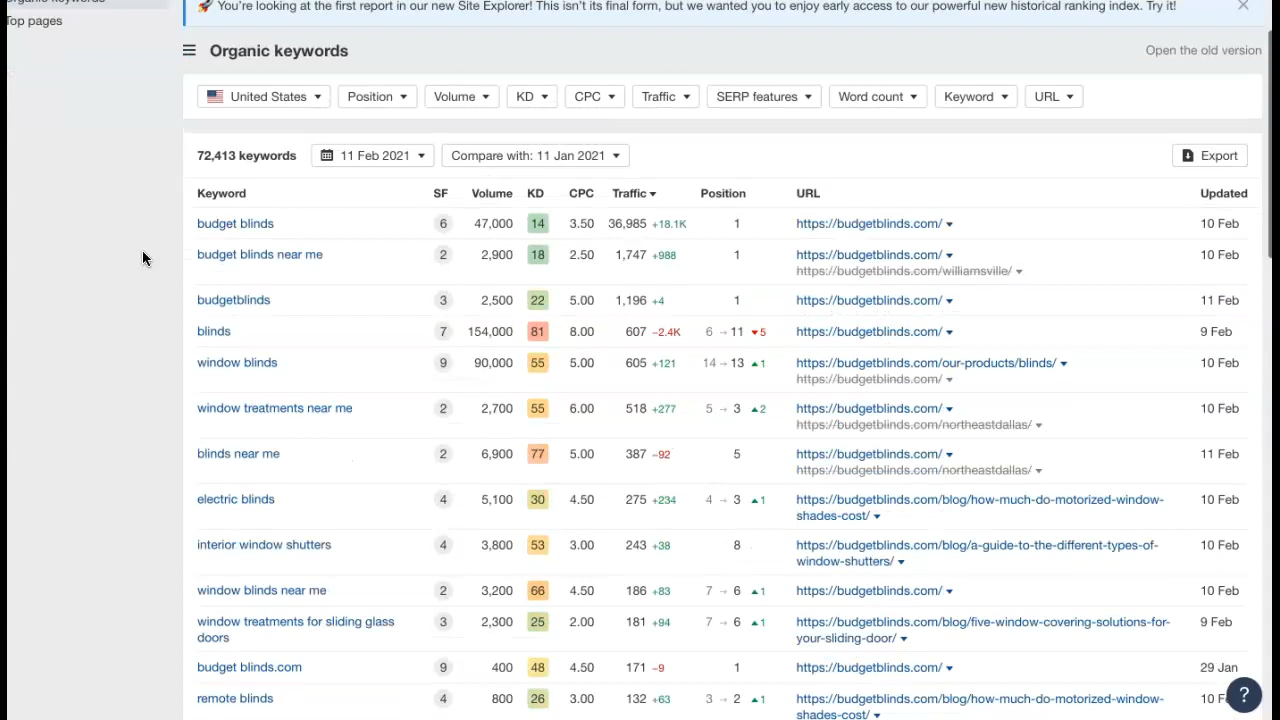 Organic keywords
Top pages
🚀 You're looking at the first report in our new Site Explorer! This isn't its final form, but we wanted you to enjoy early access to our powerful new historical ranking index. Try it!
Organic keywords
Open the old version
United States Position Volume KD CPC Traffic SERP features Word count Keyword URL
72,413 keywords 11 Feb 2021 Compare with: 11 Jan 2021 Export
Keyword SF Volume KD CPC Traffic Position URL Updated
budget blinds 6 47,000 14 3.50 36,985 +18.1K 1 https://budgetblinds.com/ 10 Feb
budget blinds near me 2 2,900 18 2.50 1,747 +988 1 https://budgetblinds.com/ 10 Feb
https://budgetblinds.com/williamsville/
budgetblinds 3 2,500 22 5.00 1,196 +4 1 https://budgetblinds.com/ 11 Feb
blinds 7 154,000 81 8.00 607 −2.4K 6 → 11 ▼5 https://budgetblinds.com/ 9 Feb
window blinds 9 90,000 55 5.00 605 +121 14 → 13 ▲1 https://budgetblinds.com/our-products/blinds/ 10 Feb
https://budgetblinds.com/
window treatments near me 2 2,700 55 6.00 518 +277 5 → 3 ▲2 https://budgetblinds.com/ 10 Feb
https://budgetblinds.com/northeastdallas/
blinds near me 2 6,900 77 5.00 387 −92 5 https://budgetblinds.com/ 11 Feb
https://budgetblinds.com/northeastdallas/
electric blinds 4 5,100 30 4.50 275 +234 4 → 3 ▲1 https://budgetblinds.com/blog/how-much-do-motorized-window- 10 Feb
shades-cost/
interior window shutters 4 3,800 53 3.00 243 +38 8 https://budgetblinds.com/blog/a-guide-to-the-different-types-of- 10 Feb
window-shutters/
window blinds near me 2 3,200 66 4.50 186 +83 7 → 6 ▲1 https://budgetblinds.com/ 10 Feb
window treatments for sliding glass 3 2,300 25 2.00 181 +94 7 → 6 ▲1 https://budgetblinds.com/blog/five-window-covering-solutions-for- 9 Feb
doors your-sliding-door/
budget blinds.com 9 400 48 4.50 171 −9 1 https://budgetblinds.com/ 29 Jan
remote blinds 4 800 26 3.00 132 +63 3 → 2 ▲1 https://budgetblinds.com/blog/how-much-do-motorized-window- 10
shades-cost/
?